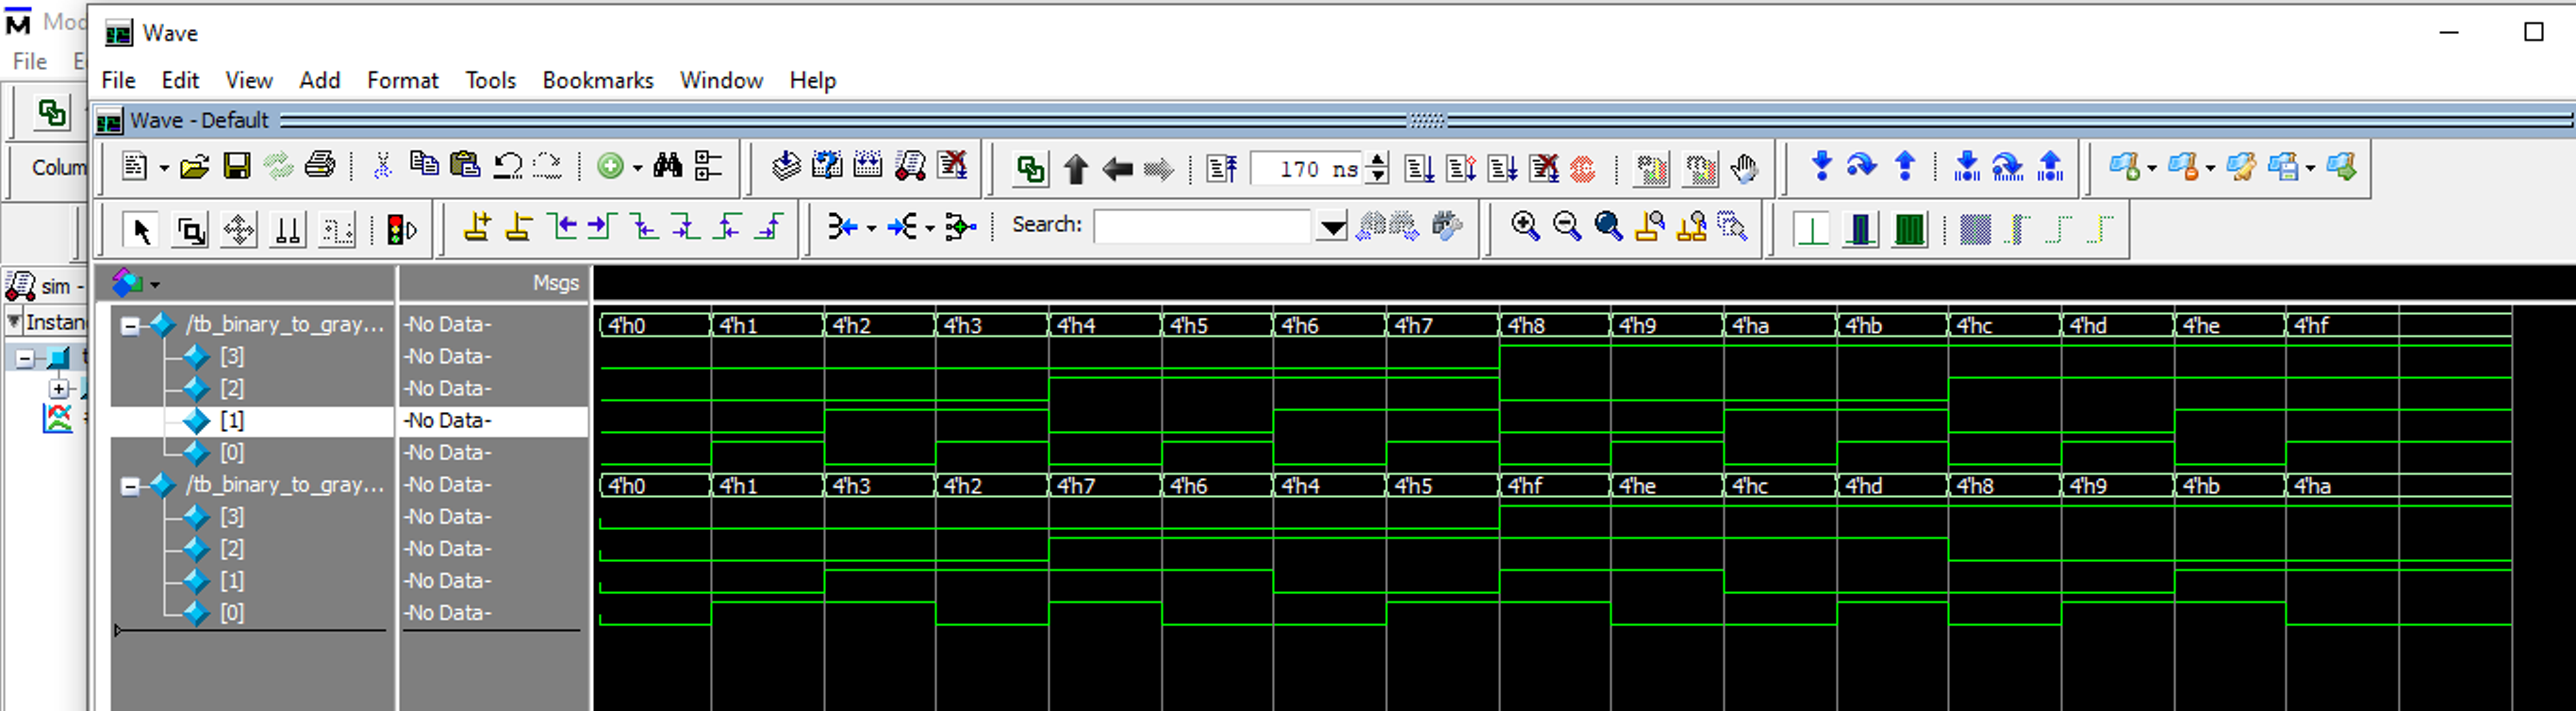 Mod
Wave
File E
File Edit View Add Format Tools Bookmarks Window Help
Wave - Default
170 ns
Colum
Search:
sim -
Msgs
Instan
/tb_binary_to_gray... -No Data- 4'h0 4'h1 4'h2 4'h3 4'h4 4'h5 4'h6 4'h7 4'h8 4'h9 4'ha 4'hb 4'hc 4'hd 4'he 4'hf
[3] -No Data-
[2] -No Data-
[1] -No Data-
[0] -No Data-
/tb_binary_to_gray... -No Data- 4'h0 4'h1 4'h3 4'h2 4'h7 4'h6 4'h4 4'h5 4'hf 4'he 4'hc 4'hd 4'h8 4'h9 4'hb 4'ha
[3] -No Data-
[2] -No Data-
[1] -No Data-
[0] -No Data-